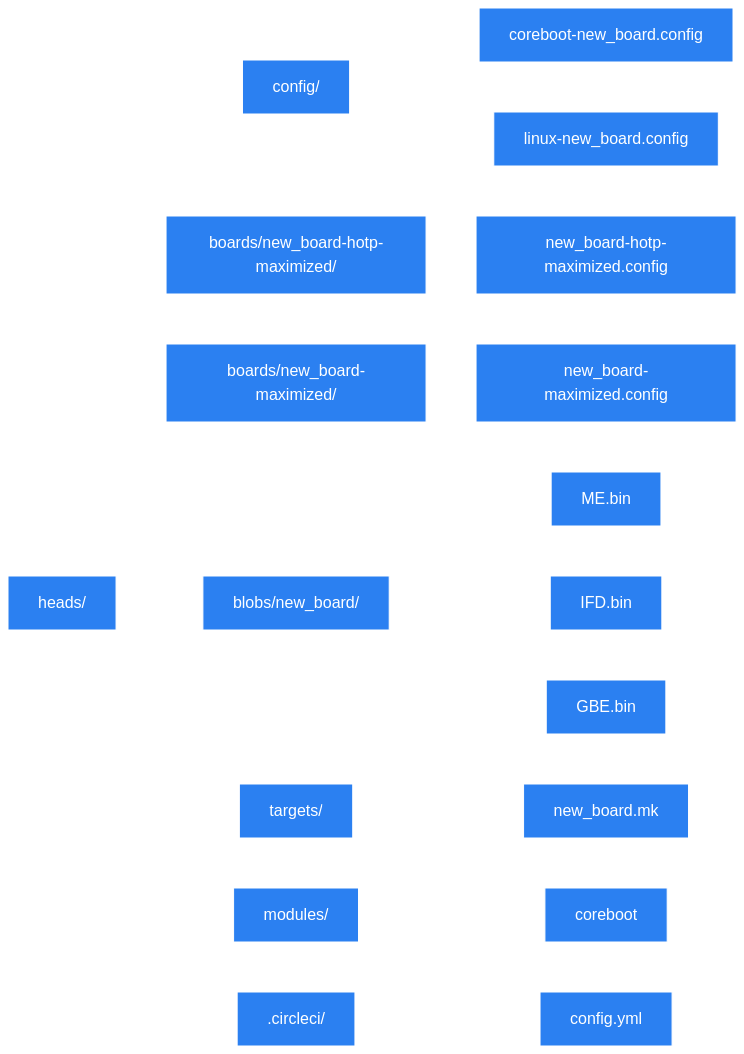 coreboot-new_board.config
config/
linux-new_board.config
boards/new_board-hotp-
maximized/
new_board-hotp-
maximized.config
boards/new_board-
maximized/
new_board-
maximized.config
ME.bin
heads/
blobs/new_board/
IFD.bin
GBE.bin
targets/
new_board.mk
modules/
coreboot
.circleci/
config.yml